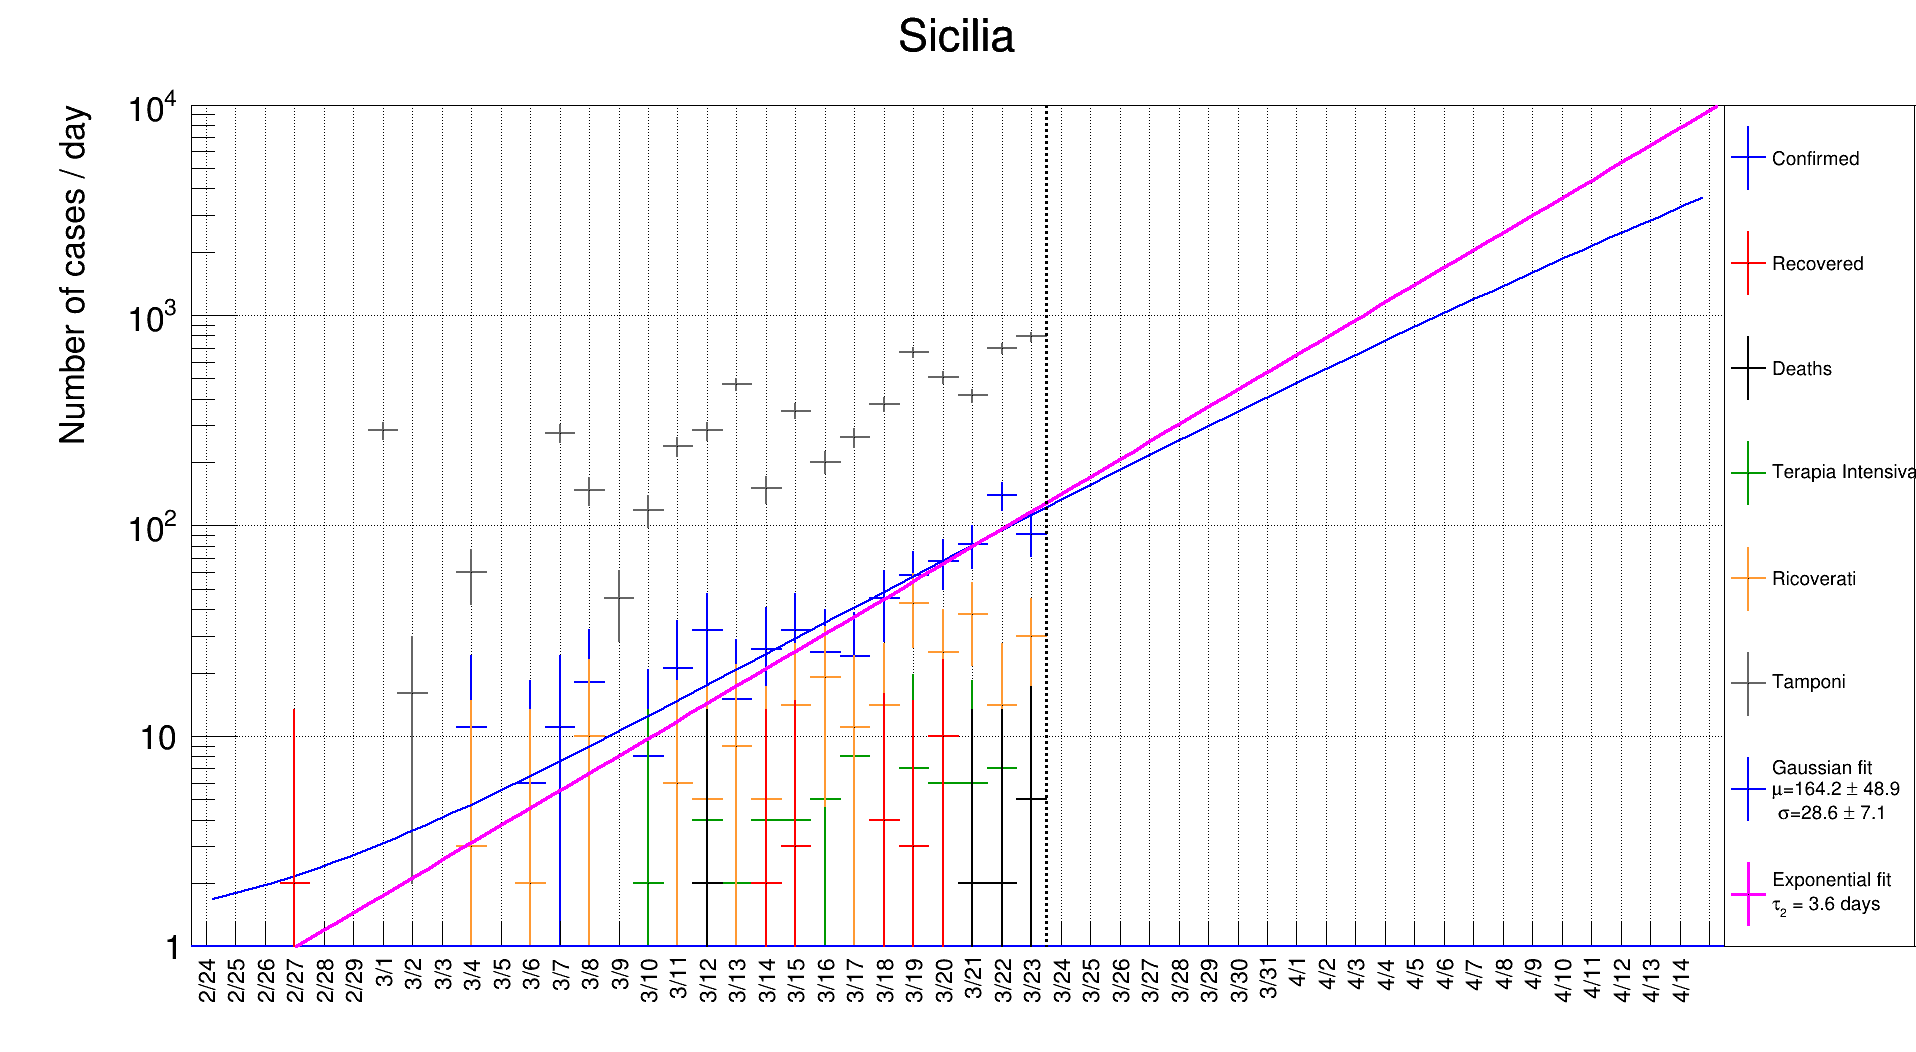 Sicilia
Number of cases / day
10⁴
10³
10²
10
1
2/24 2/25 2/26 2/27 2/28 2/29 3/1 3/2 3/3 3/4 3/5 3/6 3/7 3/8 3/9 3/10 3/11 3/12 3/13 3/14 3/15 3/16 3/17 3/18 3/19 3/20 3/21 3/22 3/23 3/24 3/25 3/26 3/27 3/28 3/29 3/30 3/31 4/1 4/2 4/3 4/4 4/5 4/6 4/7 4/8 4/9 4/10 4/11 4/12 4/13 4/14
Confirmed
Recovered
Deaths
Terapia Intensiva
Ricoverati
Tamponi
Gaussian fit
μ=164.2 ± 48.9
σ=28.6 ± 7.1
Exponential fit
τ₂ = 3.6 days